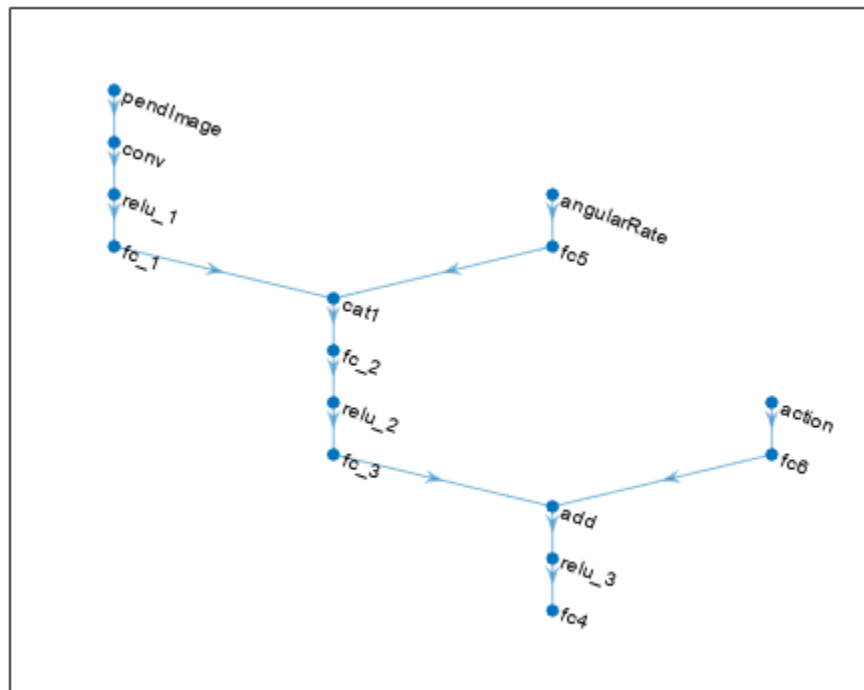 pendImage
conv
relu_1
fc_1
angularRate
fc5
cat1
fc_2
relu_2
fc_3
action
fc6
add
relu_3
fc4